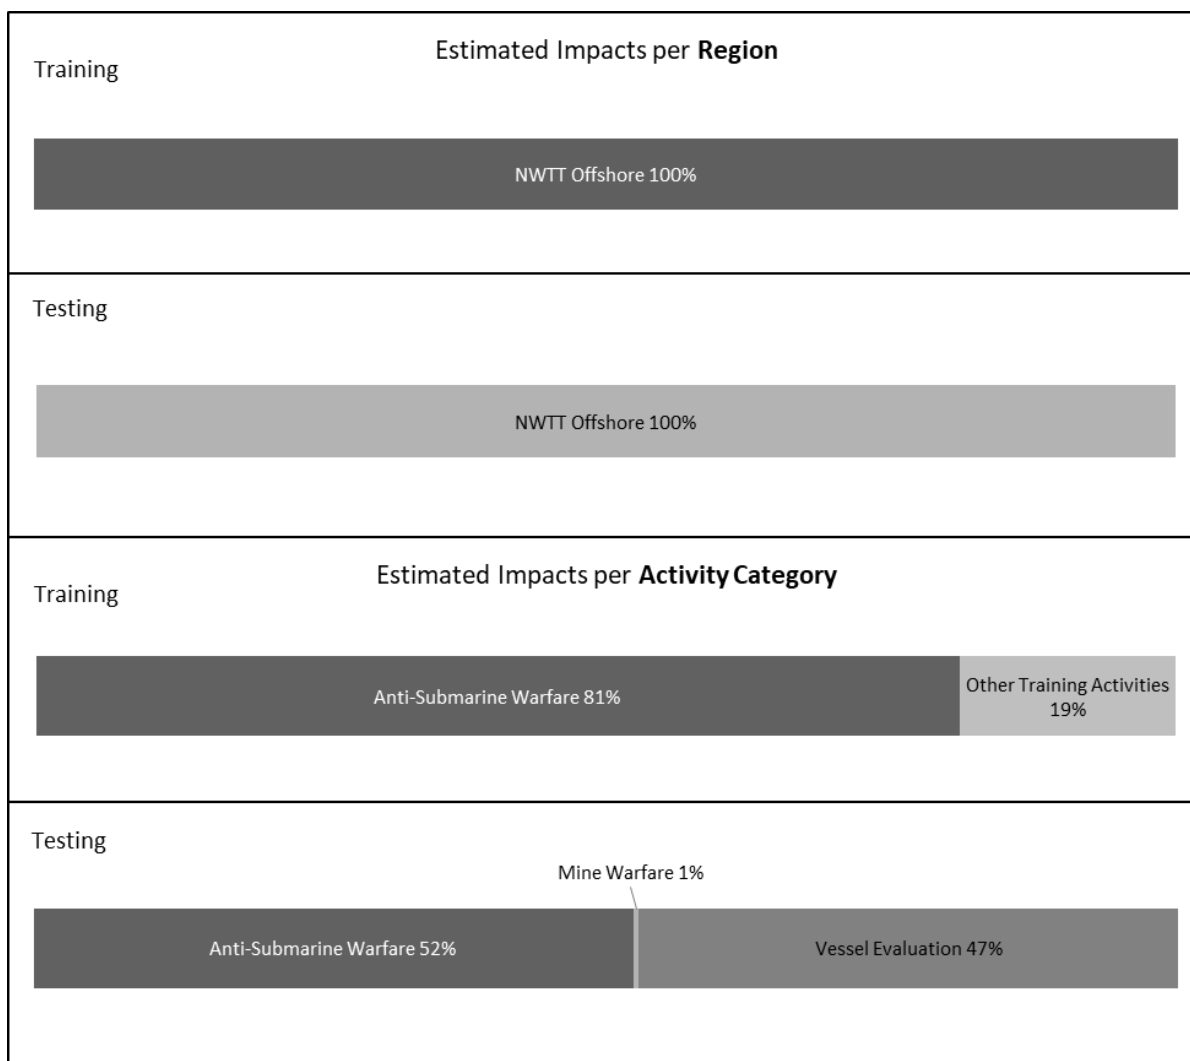 Estimated Impacts per Region
Training
NWTT Offshore 100%
Testing
NWTT Offshore 100%
Estimated Impacts per Activity Category
Training
Anti-Submarine Warfare 81%
Other Training Activities
19%
Testing
Mine Warfare 1%
Anti-Submarine Warfare 52%
Vessel Evaluation 47%